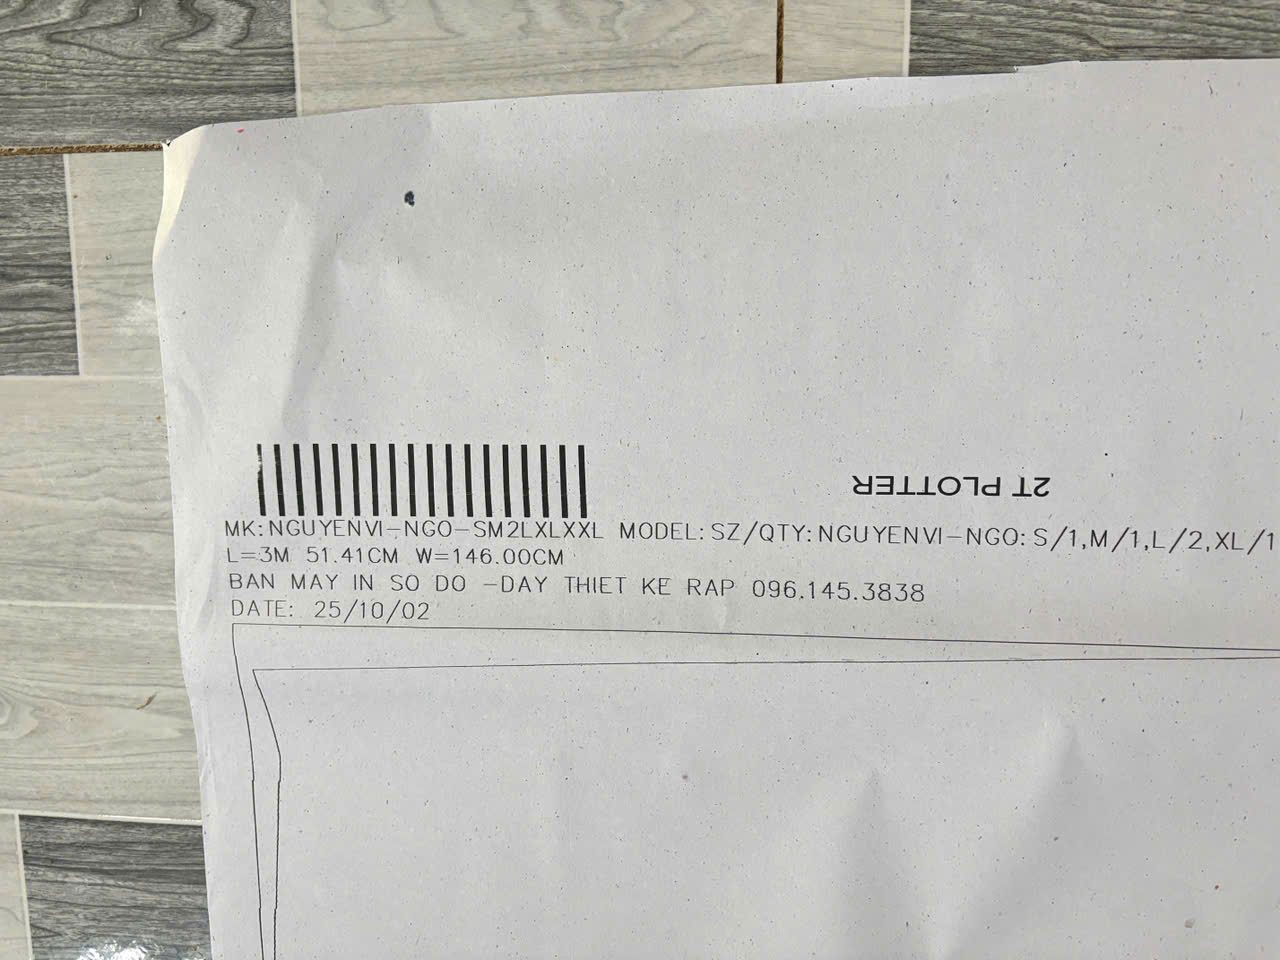 2T PLOTTER
MK:NGUYENVI-NGO-SM2LXLXXL MODEL:SZ/QTY:NGUYENVI-NGO:S/1,M/1,L/2,XL/1
L=3M 51.41CM W=146.00CM
BAN MAY IN SO DO -DAY THIET KE RAP 096.145.3838
DATE: 25/10/02